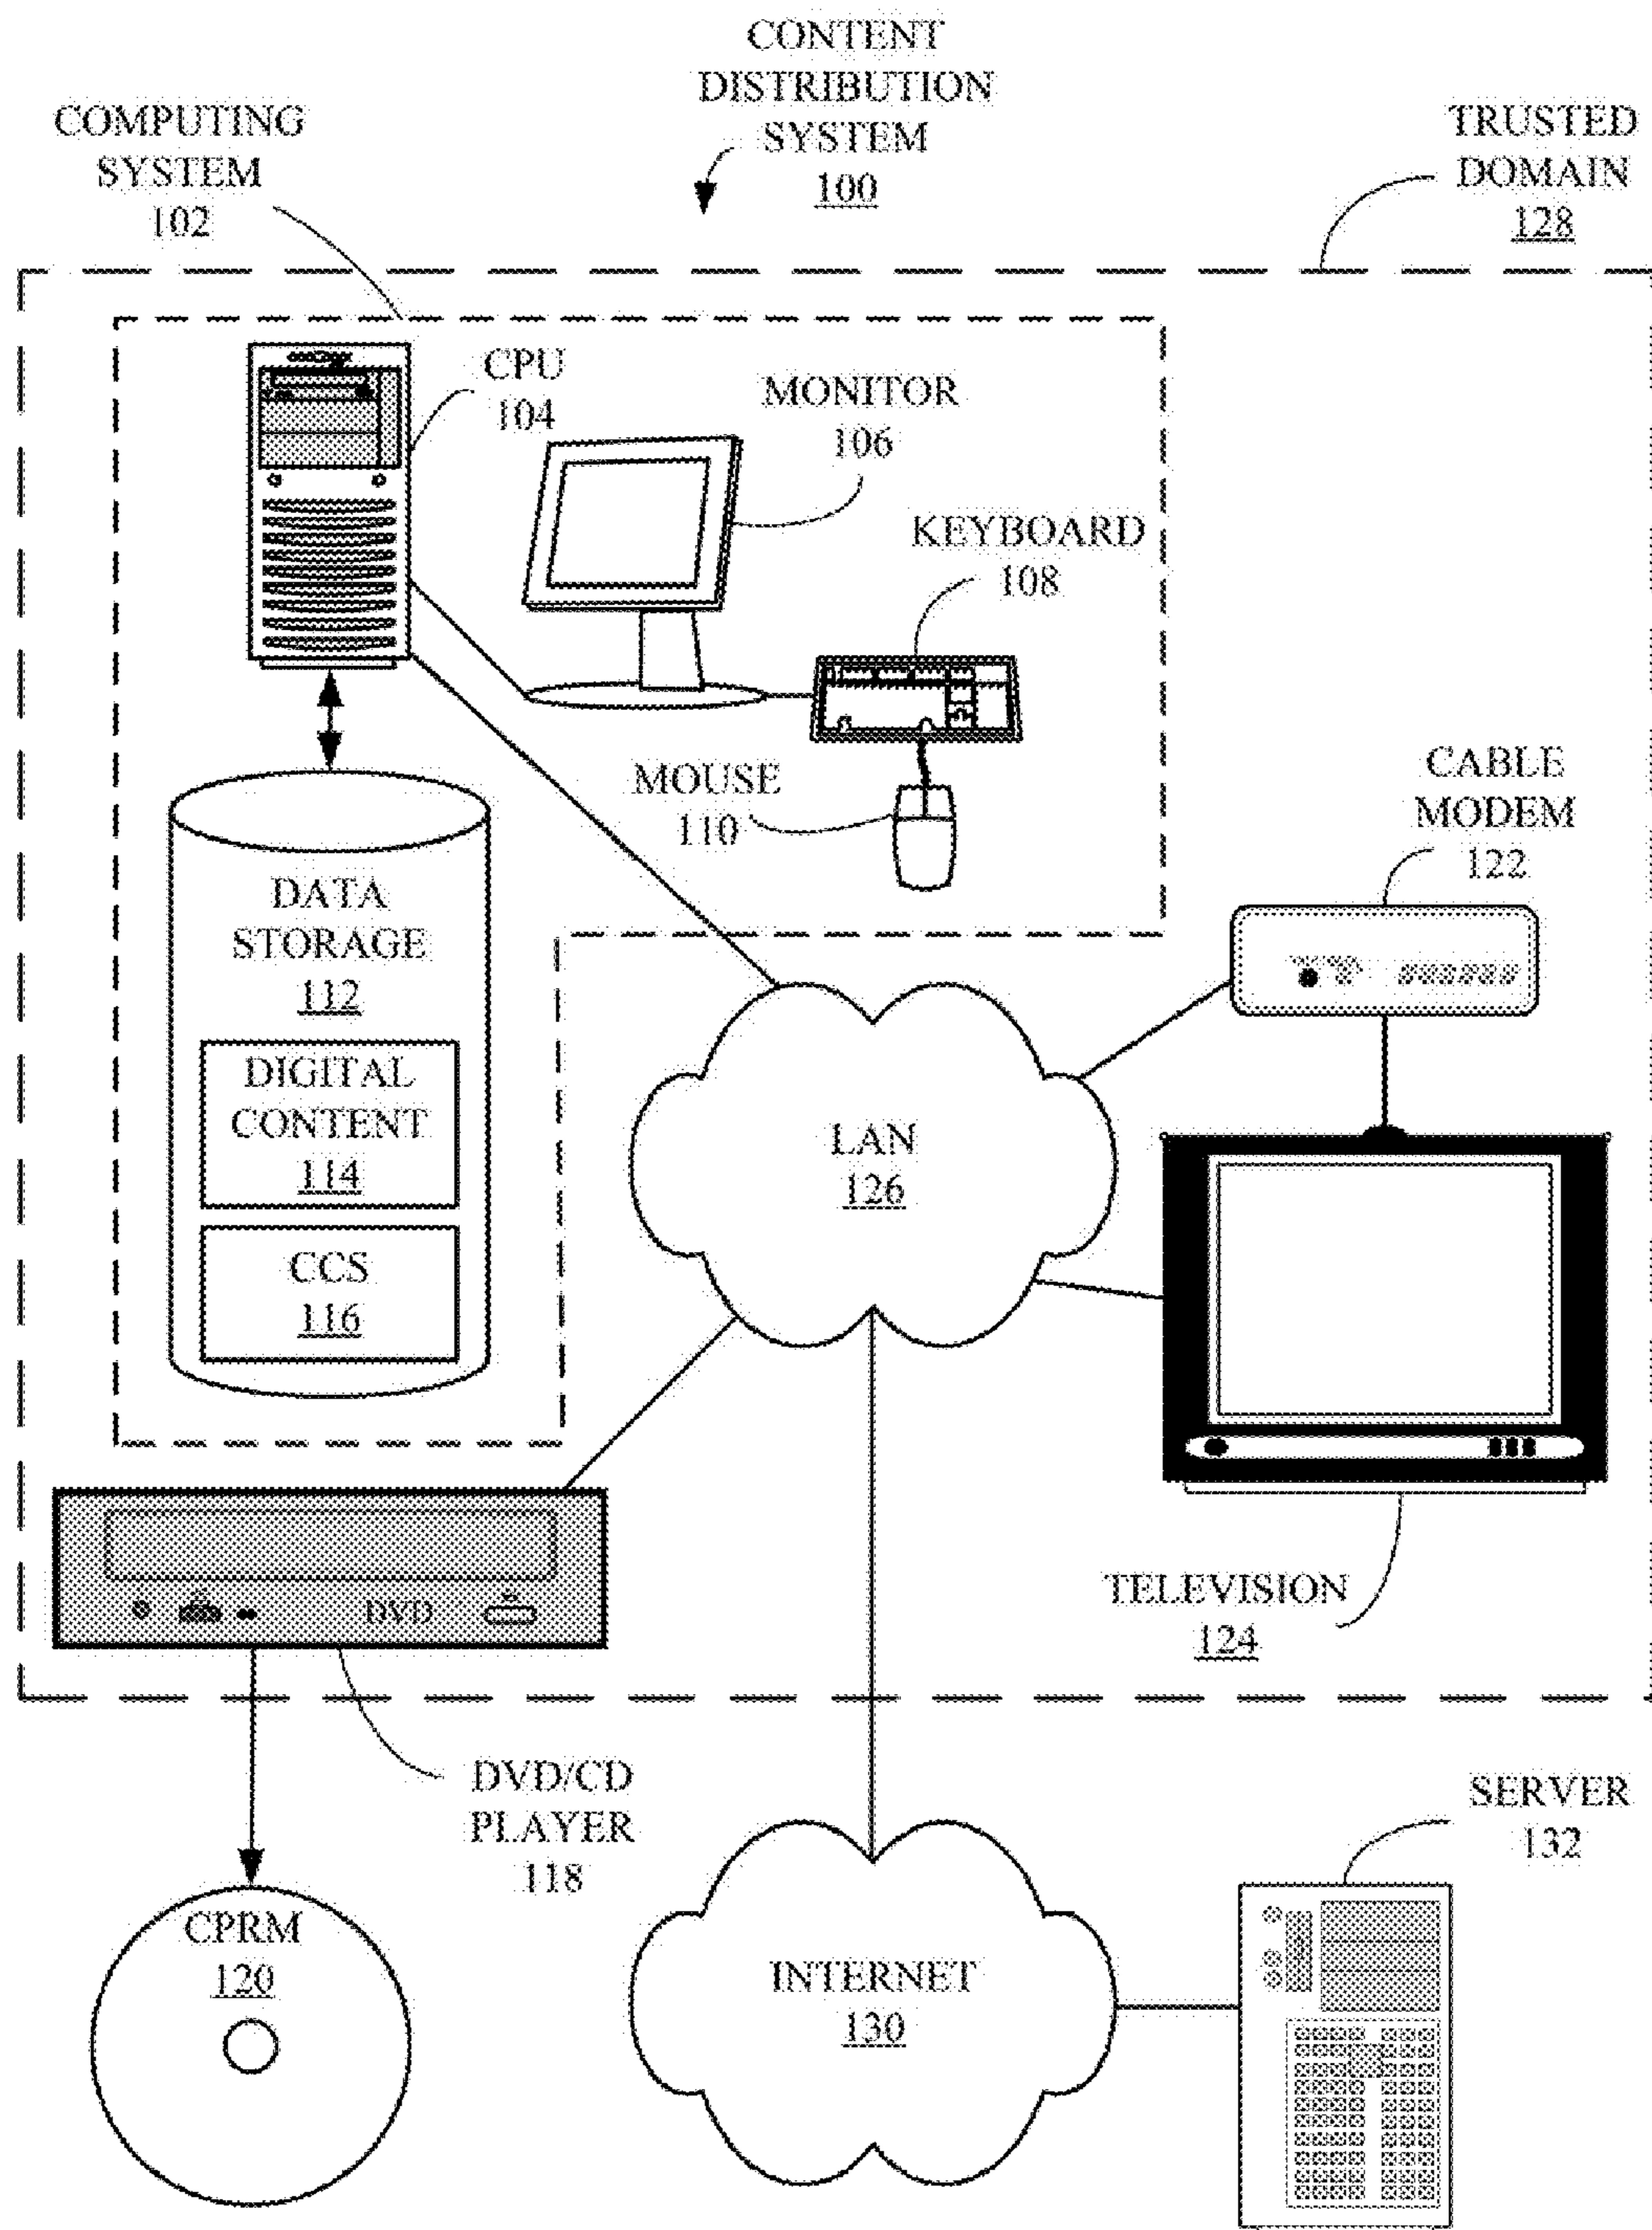 CONTENT
DISTRIBUTION
SYSTEM
100
COMPUTING
SYSTEM
102
TRUSTED
DOMAIN
128
CPU
104
MONITOR
106
KEYBOARD
108
MOUSE
110
CABLE
MODEM
122
DATA
STORAGE
112
DIGITAL
CONTENT
114
CCS
116
LAN
126
DVD
TELEVISION
124
DVD/CD
PLAYER
118
SERVER
132
CPRM
120
INTERNET
130